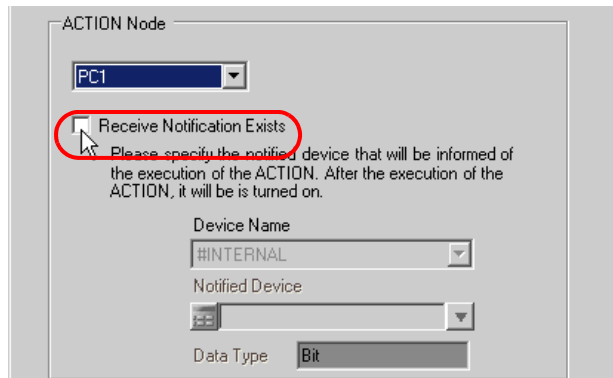 ACTION Node
PC1
Receive Notification Exists
Please specify the notified device that will be informed of
the execution of the ACTION. After the execution of the
ACTION, it will be is turned on.
Device Name
#INTERNAL
Notified Device
Data Type Bit